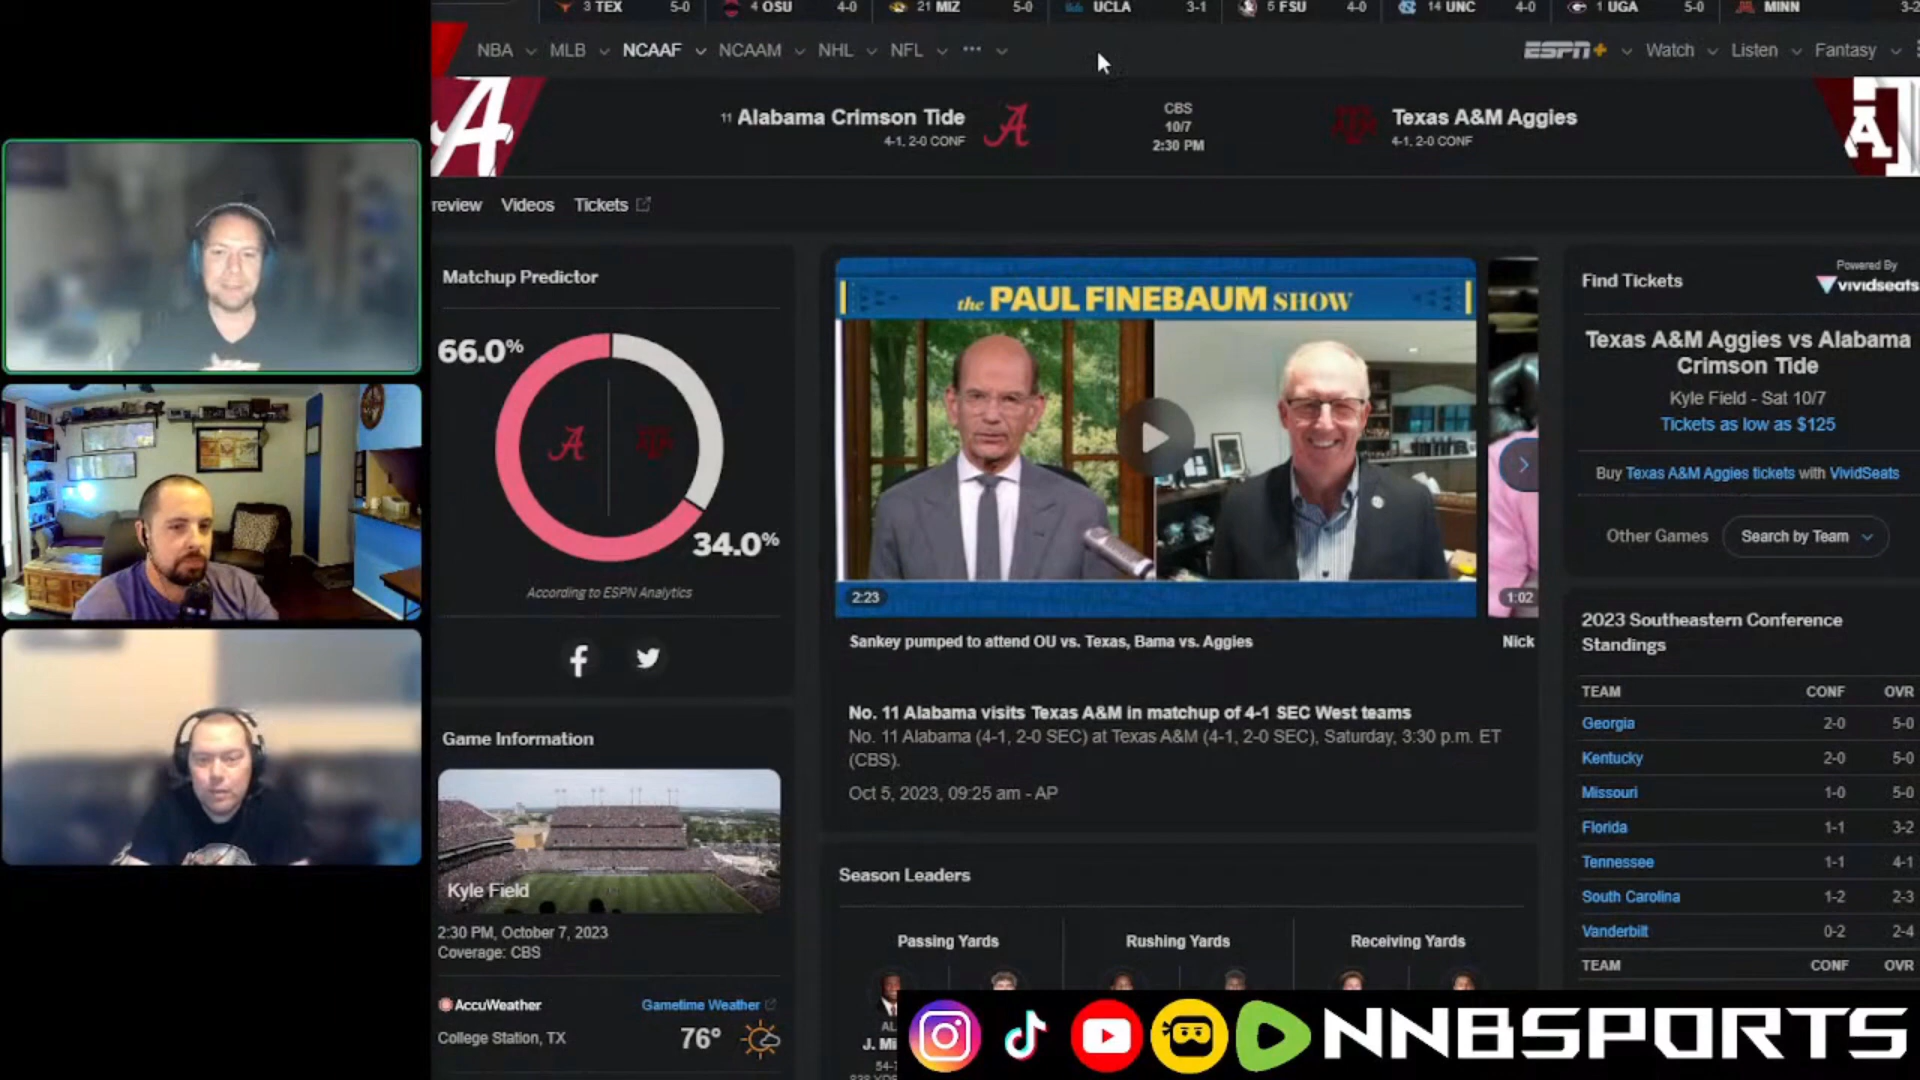 3 TEX 5-0 4 OSU 4-0 21 MIZ 5-0 UCLA 3-1 5 FSU 4-0 14 UNC 4-0 1 UGA 5-0 MINN 3-2
NBA MLB NCAAF NCAAM NHL NFL ... ESPN+ Watch Listen Fantasy
11 Alabama Crimson Tide
4-1, 2-0 CONF
CBS
10/7
2:30 PM
Texas A&M Aggies
4-1, 2-0 CONF
review Videos Tickets
Matchup Predictor
66.0%
34.0%
According to ESPN Analytics
Game Information
Kyle Field
2:30 PM, October 7, 2023
Coverage: CBS
AccuWeather Gametime Weather
College Station, TX 76°
the PAUL FINEBAUM SHOW
2:23
1:02
Sankey pumped to attend OU vs. Texas, Bama vs. Aggies
Nick
No. 11 Alabama visits Texas A&M in matchup of 4-1 SEC West teams
No. 11 Alabama (4-1, 2-0 SEC) at Texas A&M (4-1, 2-0 SEC), Saturday, 3:30 p.m. ET
(CBS).
Oct 5, 2023, 09:25 am - AP
Season Leaders
Passing Yards Rushing Yards Receiving Yards
AL
J. Mi
Find Tickets
Powered By
vividseats
Texas A&M Aggies vs Alabama
Crimson Tide
Kyle Field - Sat 10/7
Tickets as low as $125
Buy Texas A&M Aggies tickets with VividSeats
Other Games Search by Team
2023 Southeastern Conference
Standings
TEAM CONF OVR
Georgia 2-0 5-0
Kentucky 2-0 5-0
Missouri 1-0 5-0
Florida 1-1 3-2
Tennessee 1-1 4-1
South Carolina 1-2 2-3
Vanderbilt 0-2 2-4
TEAM CONF OVR
NNBSPORTS